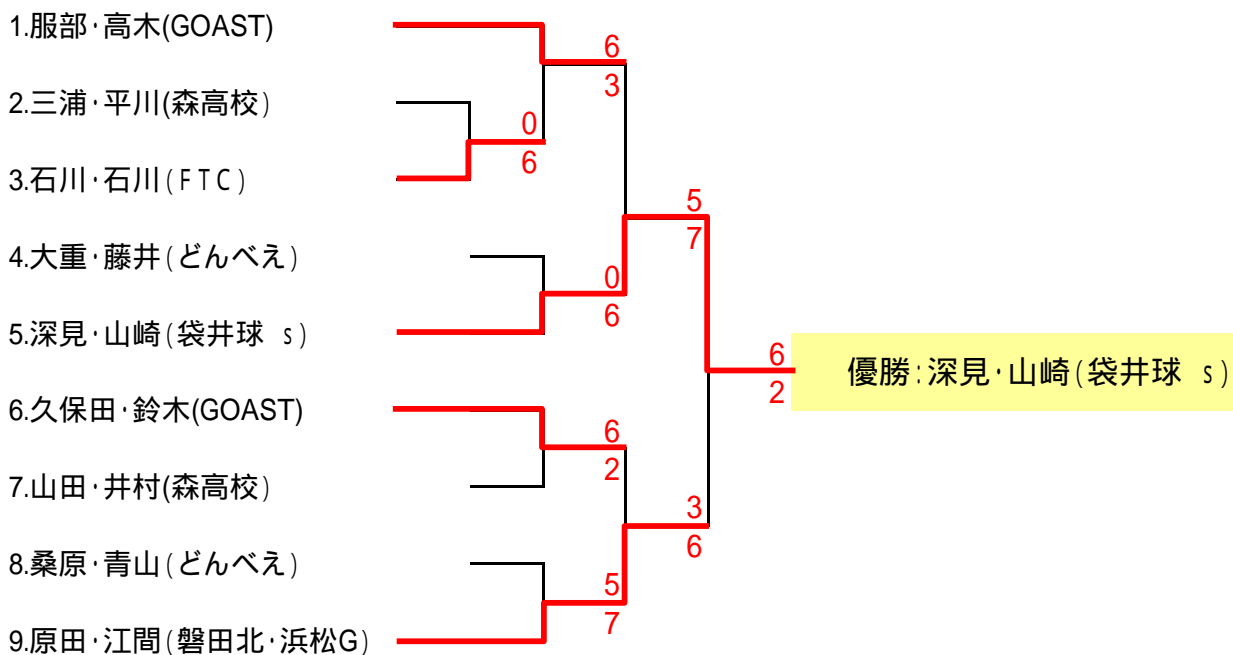 1.服部･高木(GOAST)
6
3
2.三浦･平川(森高校)
0
6
3.石川･石川(ＦＴＣ)
5
7
4.大重･藤井(どんべえ)
0
6
5.深見･山崎(袋井球　s)
6
2
優勝:深見･山崎(袋井球　s)
6.久保田･鈴木(GOAST)
6
2
7.山田･井村(森高校)
3
6
8.桑原･青山(どんべえ)
5
7
9.原田･江間(磐田北･浜松G)